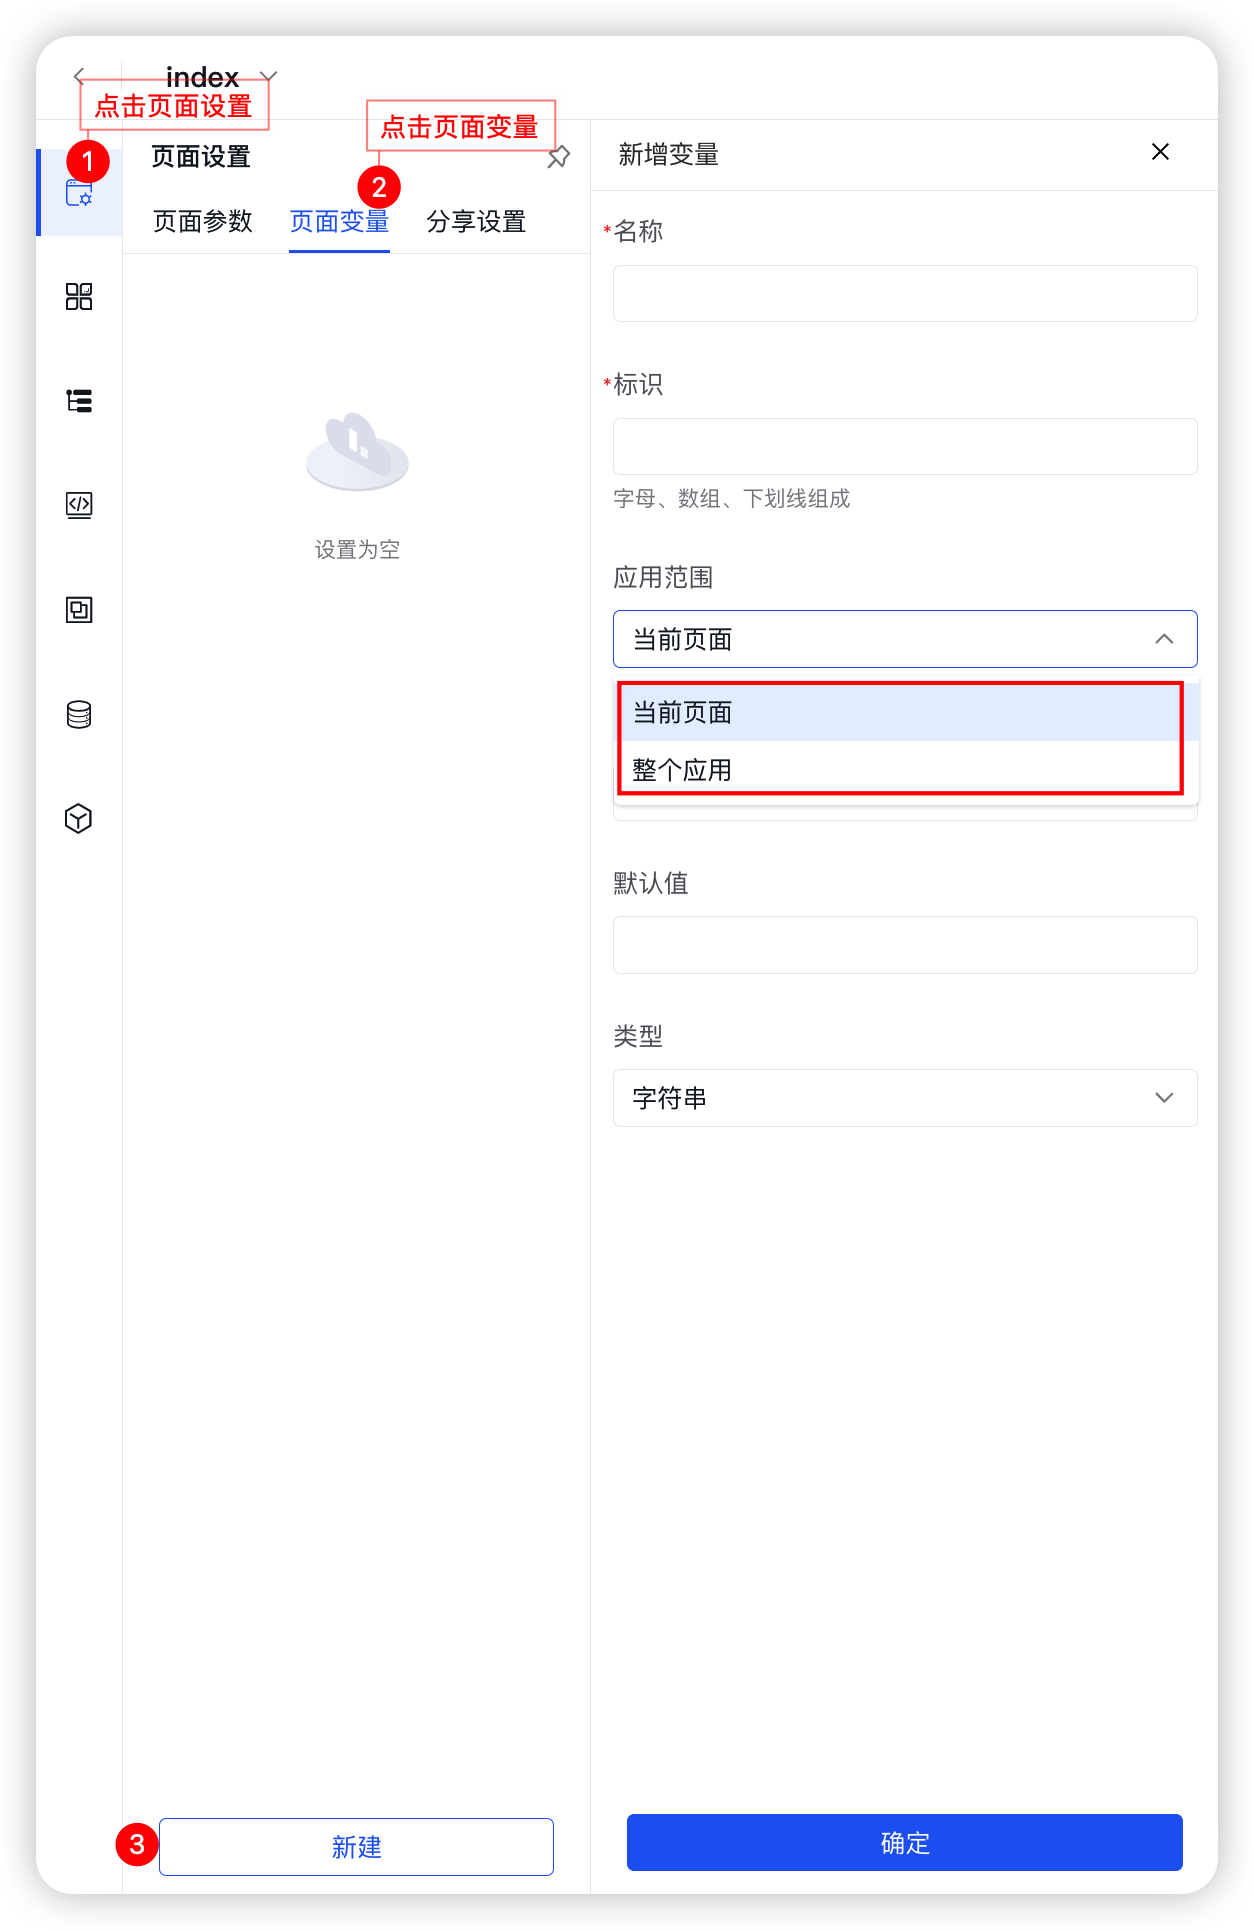 index
点击页面设置
点击页面变量
1
页面设置
2
页面参数
页面变量
分享设置
设置为空
3
新建
新增变量
*名称
*标识
字母、数组、下划线组成
应用范围
当前页面
当前页面
整个应用
默认值
类型
字符串
确定